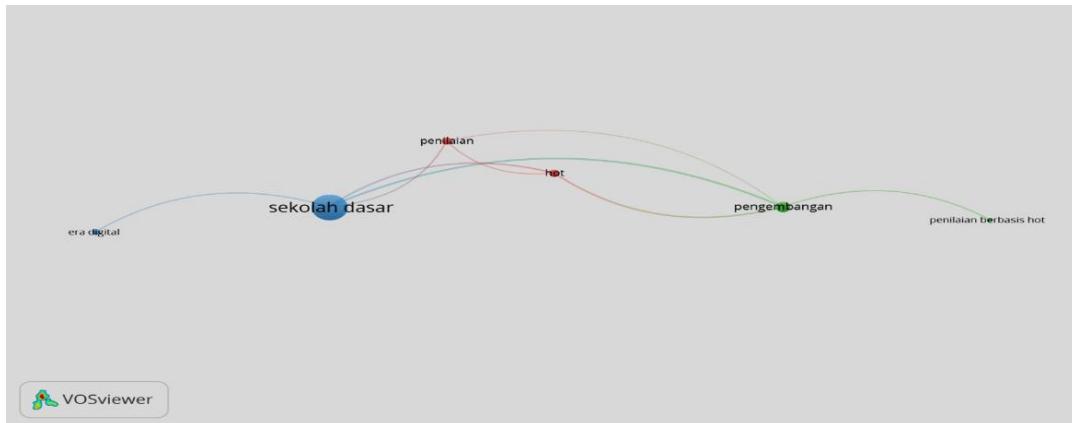 penilaian
hot
sekolah dasar
pengembangan
penilaian berbasis hot
era digital
VOSviewer